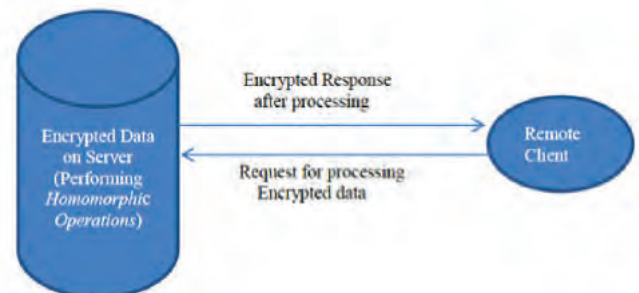 Encrypted Response
after processing
Encrypted Data
on Server
(Performing
Homomorphic
Operations)
Remote
Client
Request for processing
Encrypted data